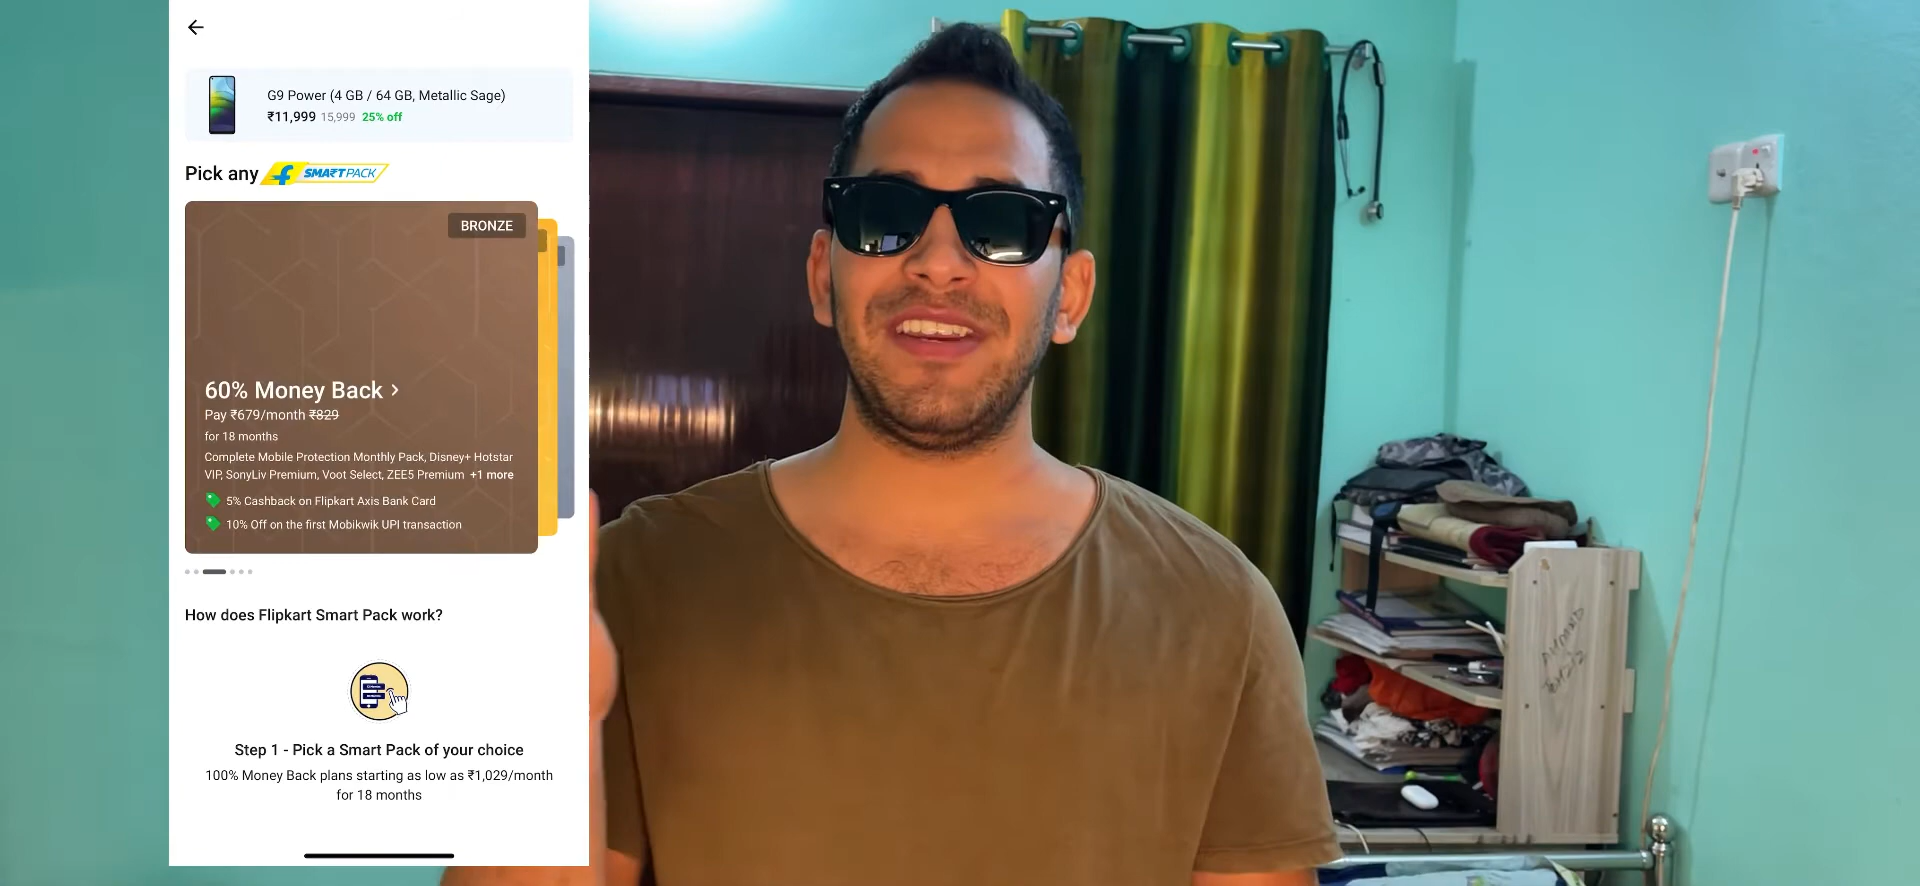 G9 Power (4 GB / 64 GB, Metallic Sage)
₹11,999 15,999 25% off
Pick any f SMARTPACK
BRONZE
60% Money Back
Pay ₹679/month ₹829
for 18 months
Complete Mobile Protection Monthly Pack, Disney+ Hotstar
VIP, SonyLiv Premium, Voot Select, ZEE5 Premium +1 more
5% Cashback on Flipkart Axis Bank Card
10% Off on the first Mobikwik UPI transaction
How does Flipkart Smart Pack work?
Step 1 - Pick a Smart Pack of your choice
100% Money Back plans starting as low as ₹1,029/month
for 18 months